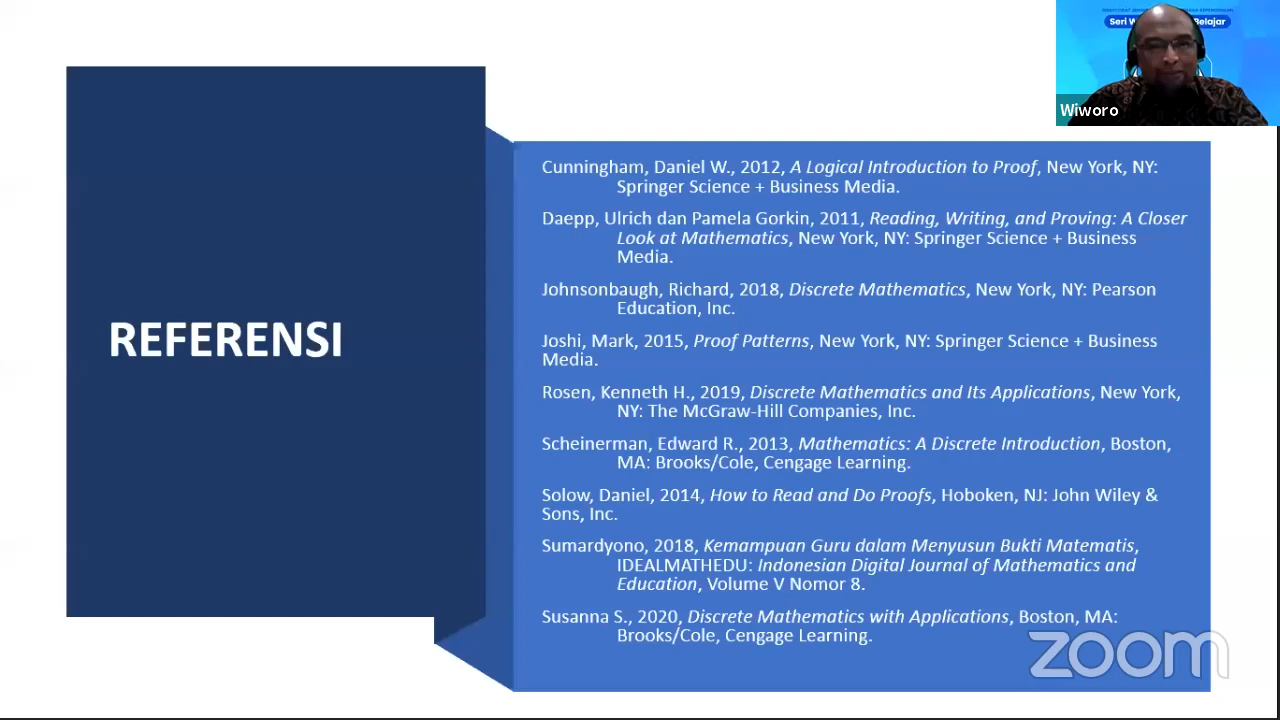 Seri W
Belajar
Wiworo
REFERENSI
Cunningham, Daniel W., 2012, A Logical Introduction to Proof, New York, NY:
Springer Science + Business Media.
Daepp, Ulrich dan Pamela Gorkin, 2011, Reading, Writing, and Proving: A Closer
Look at Mathematics, New York, NY: Springer Science + Business
Media.
Johnsonbaugh, Richard, 2018, Discrete Mathematics, New York, NY: Pearson
Education, Inc.
Joshi, Mark, 2015, Proof Patterns, New York, NY: Springer Science + Business
Media.
Rosen, Kenneth H., 2019, Discrete Mathematics and Its Applications, New York,
NY: The McGraw-Hill Companies, Inc.
Scheinerman, Edward R., 2013, Mathematics: A Discrete Introduction, Boston,
MA: Brooks/Cole, Cengage Learning.
Solow, Daniel, 2014, How to Read and Do Proofs, Hoboken, NJ: John Wiley &
Sons, Inc.
Sumardyono, 2018, Kemampuan Guru dalam Menyusun Bukti Matematis,
IDEALMATHEDU: Indonesian Digital Journal of Mathematics and
Education, Volume V Nomor 8.
Susanna S., 2020, Discrete Mathematics with Applications, Boston, MA:
Brooks/Cole, Cengage Learning.
zoom